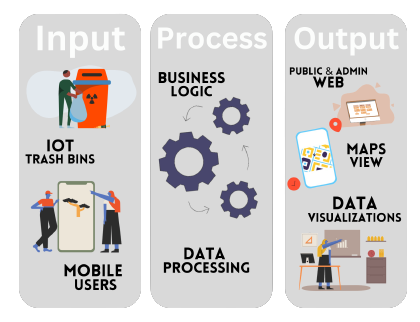 Input
IOT
TRASH BINS
MOBILE
USERS
Process
BUSINESS
LOGIC
DATA
PROCESSING
Output
PUBLIC & ADMIN
WEB
MAPS
VIEW
DATA
VISUALIZATIONS